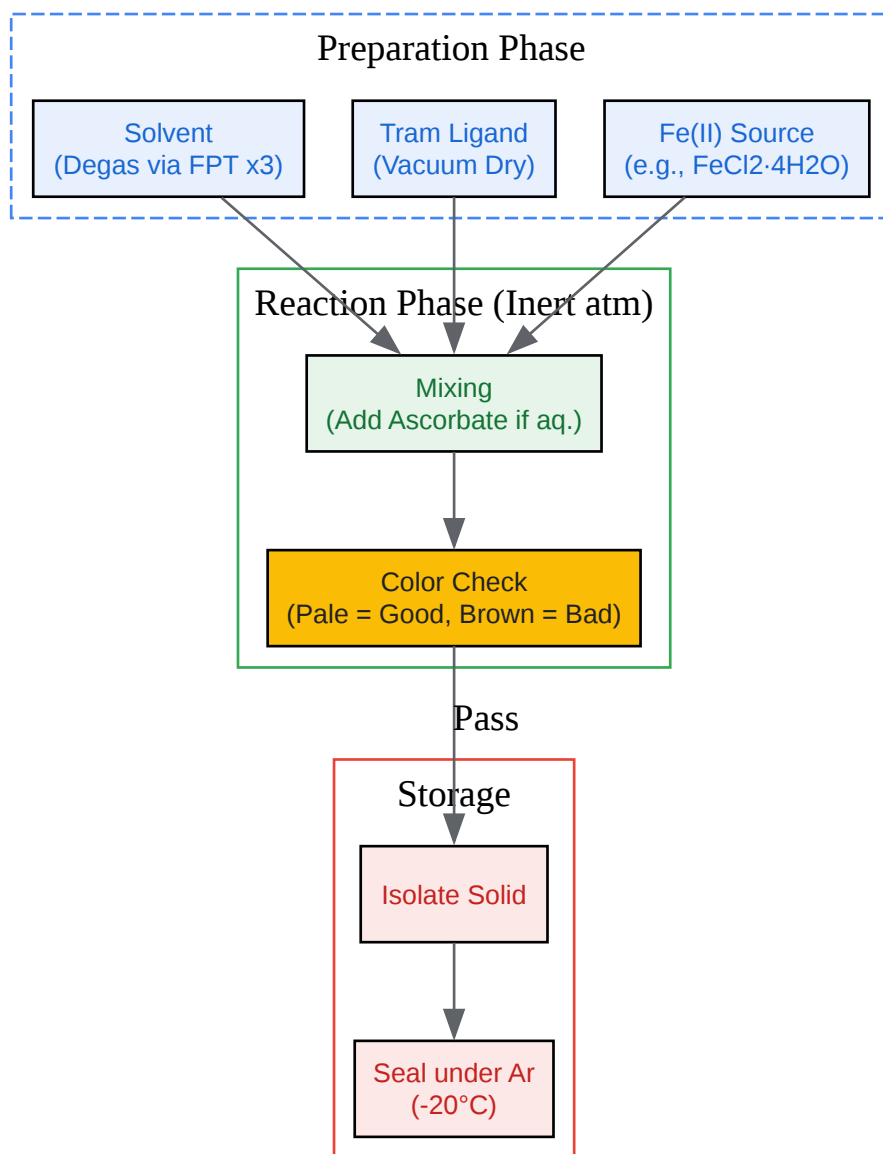 Preparation Phase
Solvent
(Degas via FPT x3)
Tram Ligand
(Vacuum Dry)
Fe(II) Source
(e.g., FeCl2·4H2O)
Reaction Phase (Inert atm)
Mixing
(Add Ascorbate if aq.)
Color Check
(Pale = Good, Brown = Bad)
Pass
Storage
Isolate Solid
Seal under Ar
(-20°C)